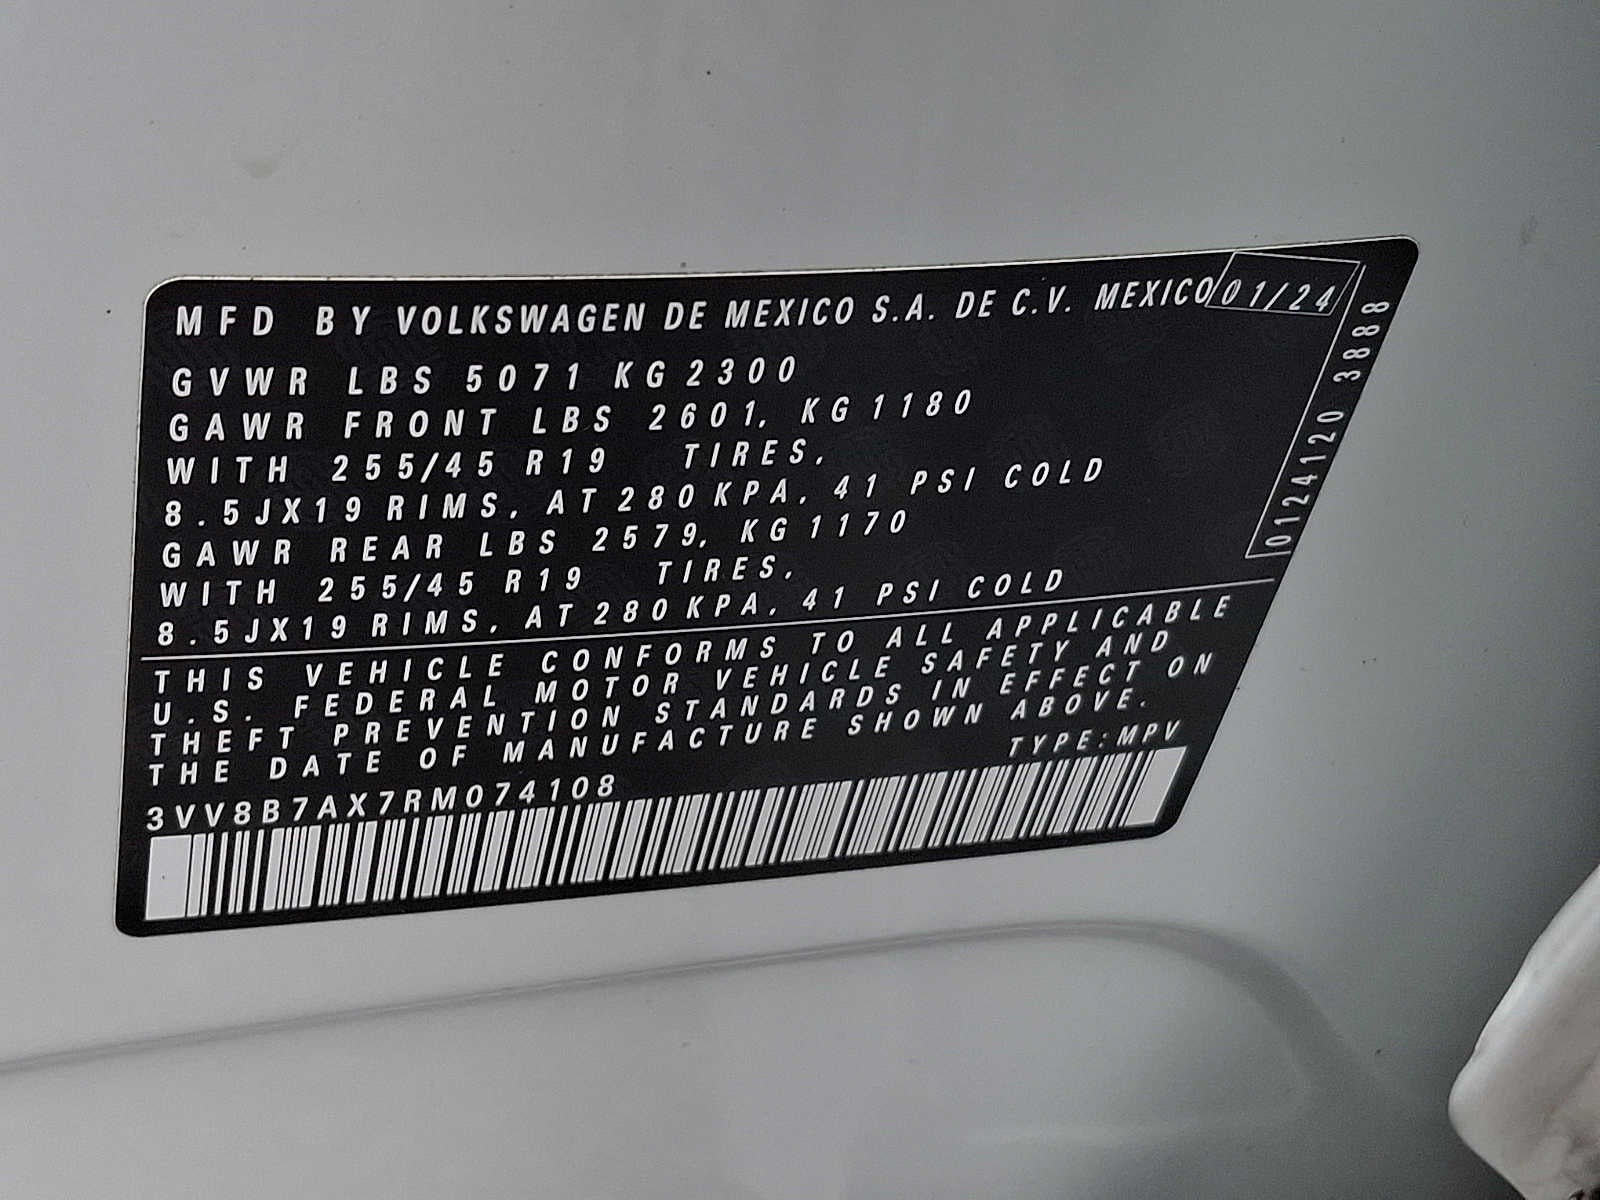 MFD BY VOLKSWAGEN DE MEXICO S.A. DE C.V. MEXICO 01/24
GVWR LBS 5071 KG 2300
GAWR FRONT LBS 2601, KG 1180
WITH 255/45 R19 TIRES,
8.5JX19 RIMS, AT 280 KPA, 41 PSI COLD
GAWR REAR LBS 2579, KG 1170
WITH 255/45 R19 TIRES,
8.5JX19 RIMS, AT 280 KPA, 41 PSI COLD
0124120 3888
THIS VEHICLE CONFORMS TO ALL APPLICABLE
U.S. FEDERAL MOTOR VEHICLE SAFETY AND
THEFT PREVENTION STANDARDS IN EFFECT ON
THE DATE OF MANUFACTURE SHOWN ABOVE.
TYPE:MPV
3VV8B7AX7RM074108